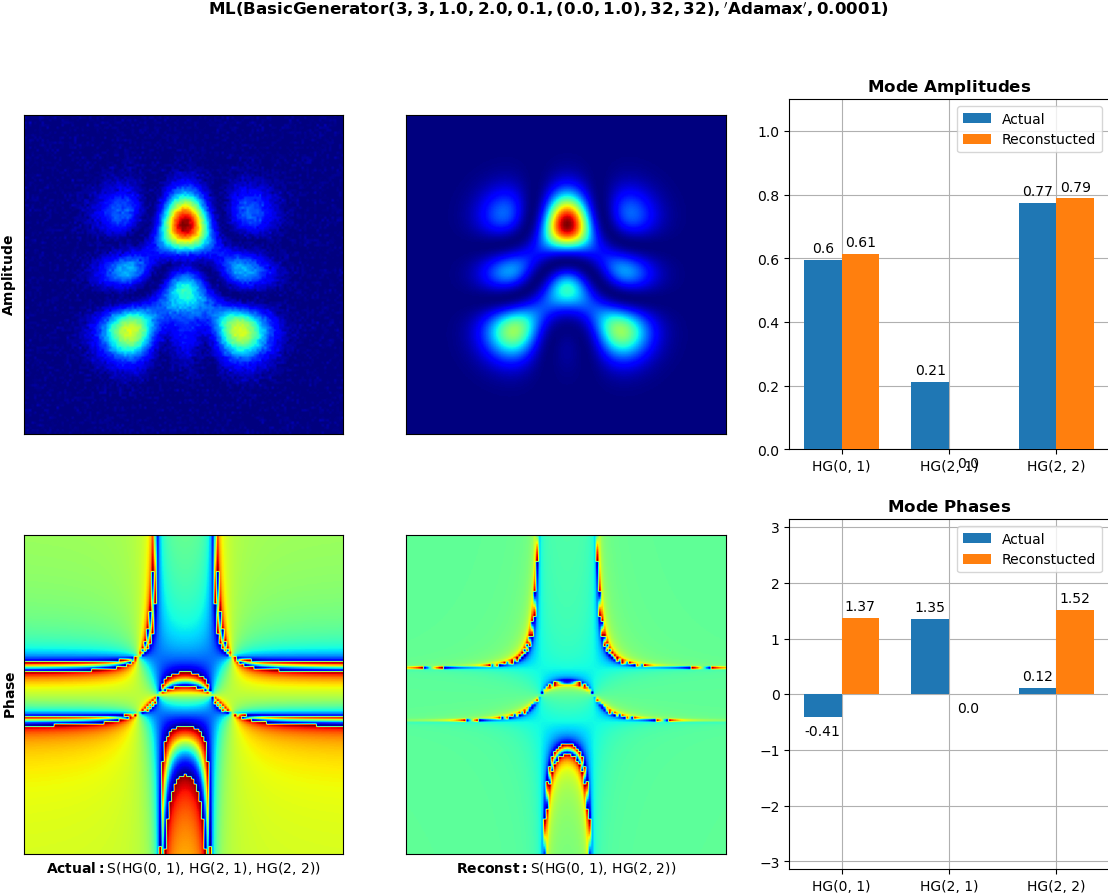 ML(BasicGenerator(3, 3, 1.0, 2.0, 0.1, (0.0, 1.0), 32, 32), ′Adamax′, 0.0001)
Amplitude
Mode Amplitudes
Actual
Reconstucted
1.0
0.8
0.6
0.4
0.2
0.0
0.6
0.61
0.21
0.0
0.77
0.79
HG(0, 1)
HG(2, 1)
HG(2, 2)
Phase
Actual: S(HG(0, 1), HG(2, 1), HG(2, 2))
Reconst: S(HG(0, 1), HG(2, 2))
Mode Phases
Actual
Reconstucted
3
2
1
0
−1
−2
−3
-0.41
1.37
1.35
0.0
0.12
1.52
HG(0, 1)
HG(2, 1)
HG(2, 2)